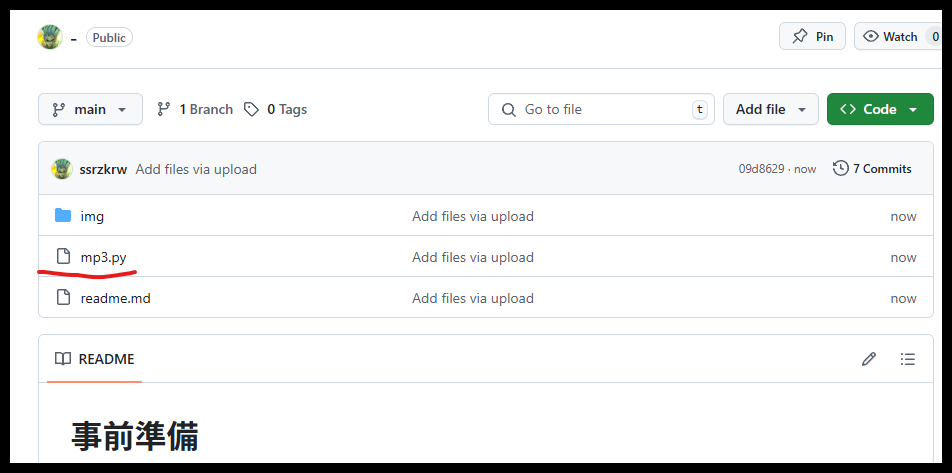 - Public Pin Watch 0
main 1 Branch 0 Tags Go to file t Add file Code
ssrzkrw Add files via upload 09d8629 · now 7 Commits
img Add files via upload now
mp3.py Add files via upload now
readme.md Add files via upload now
README
事前準備